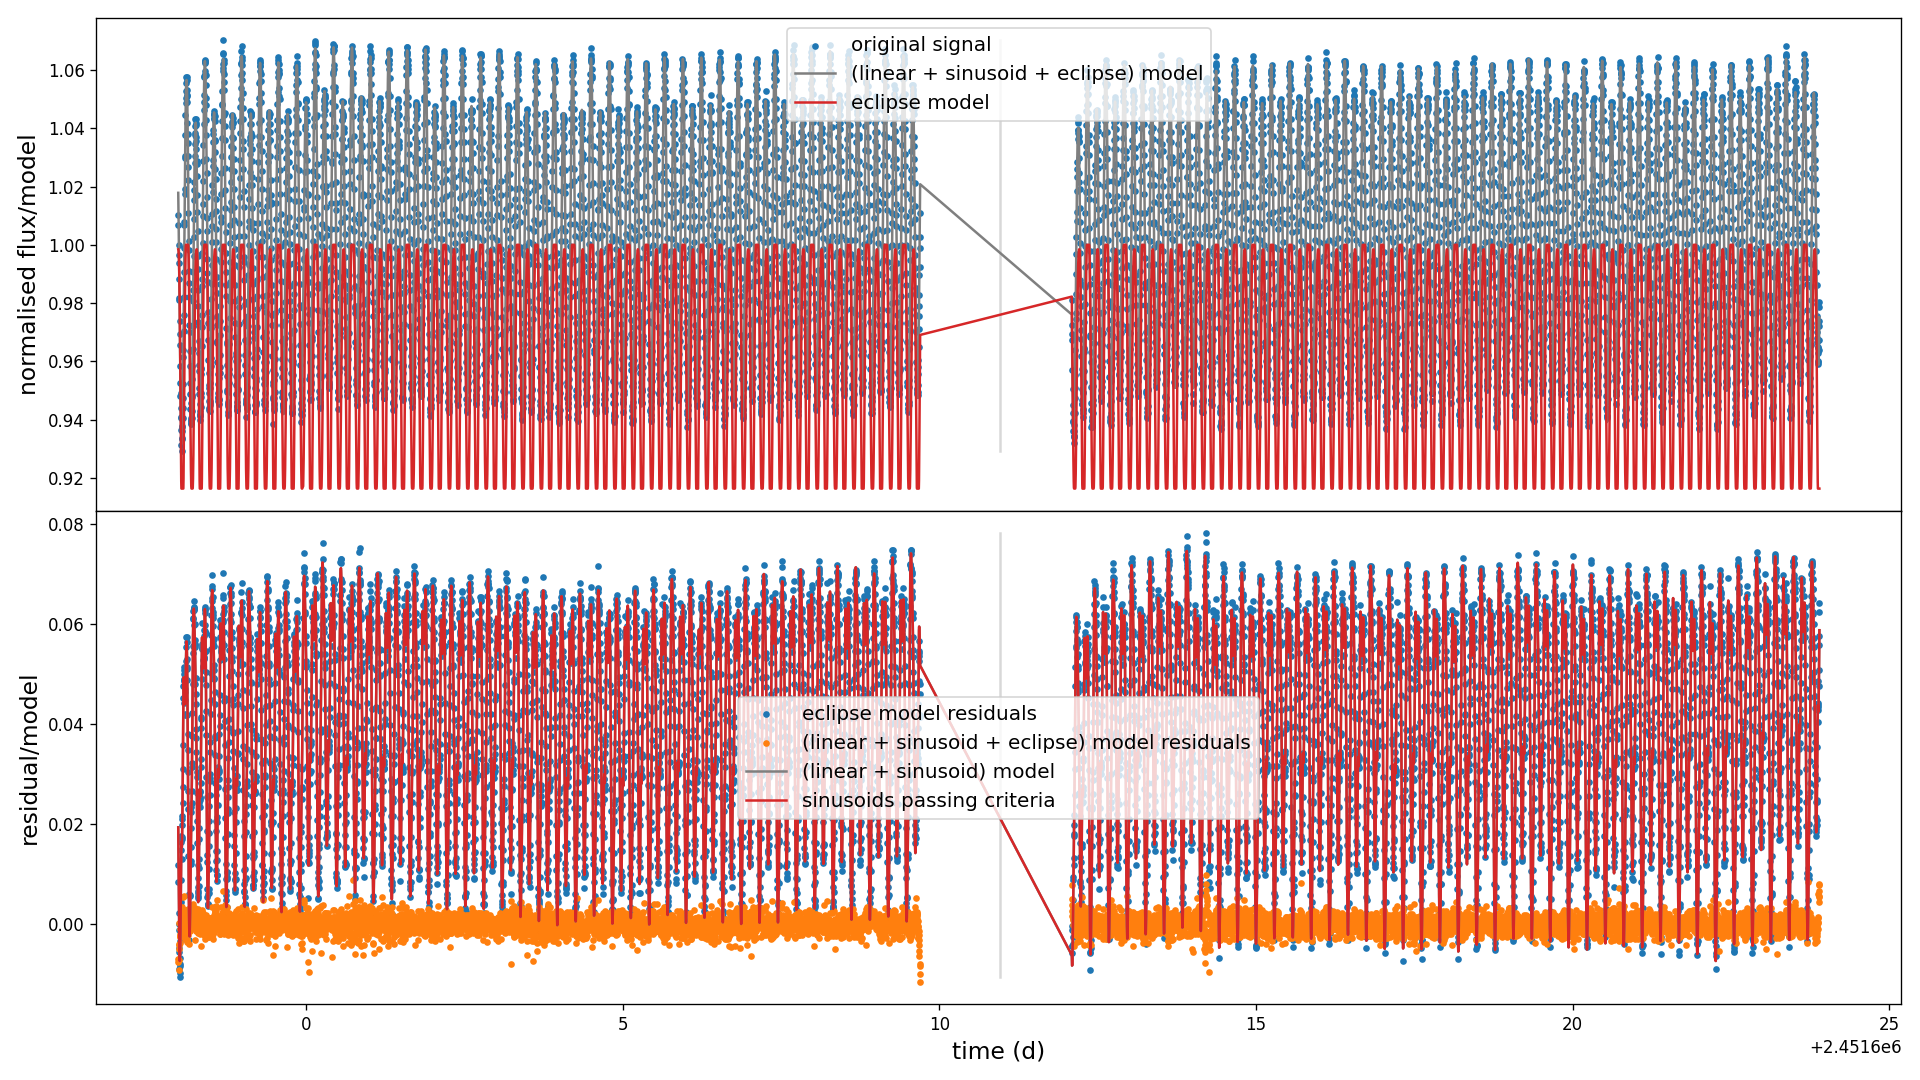 original signal
(linear + sinusoid + eclipse) model
eclipse model
normalised flux/model
1.06
1.04
1.02
1.00
0.98
0.96
0.94
0.92
eclipse model residuals
(linear + sinusoid + eclipse) model residuals
(linear + sinusoid) model
sinusoids passing criteria
residual/model
0.08
0.06
0.04
0.02
0.00
0 5 10 15 20 25
time (d)
+2.4516e6